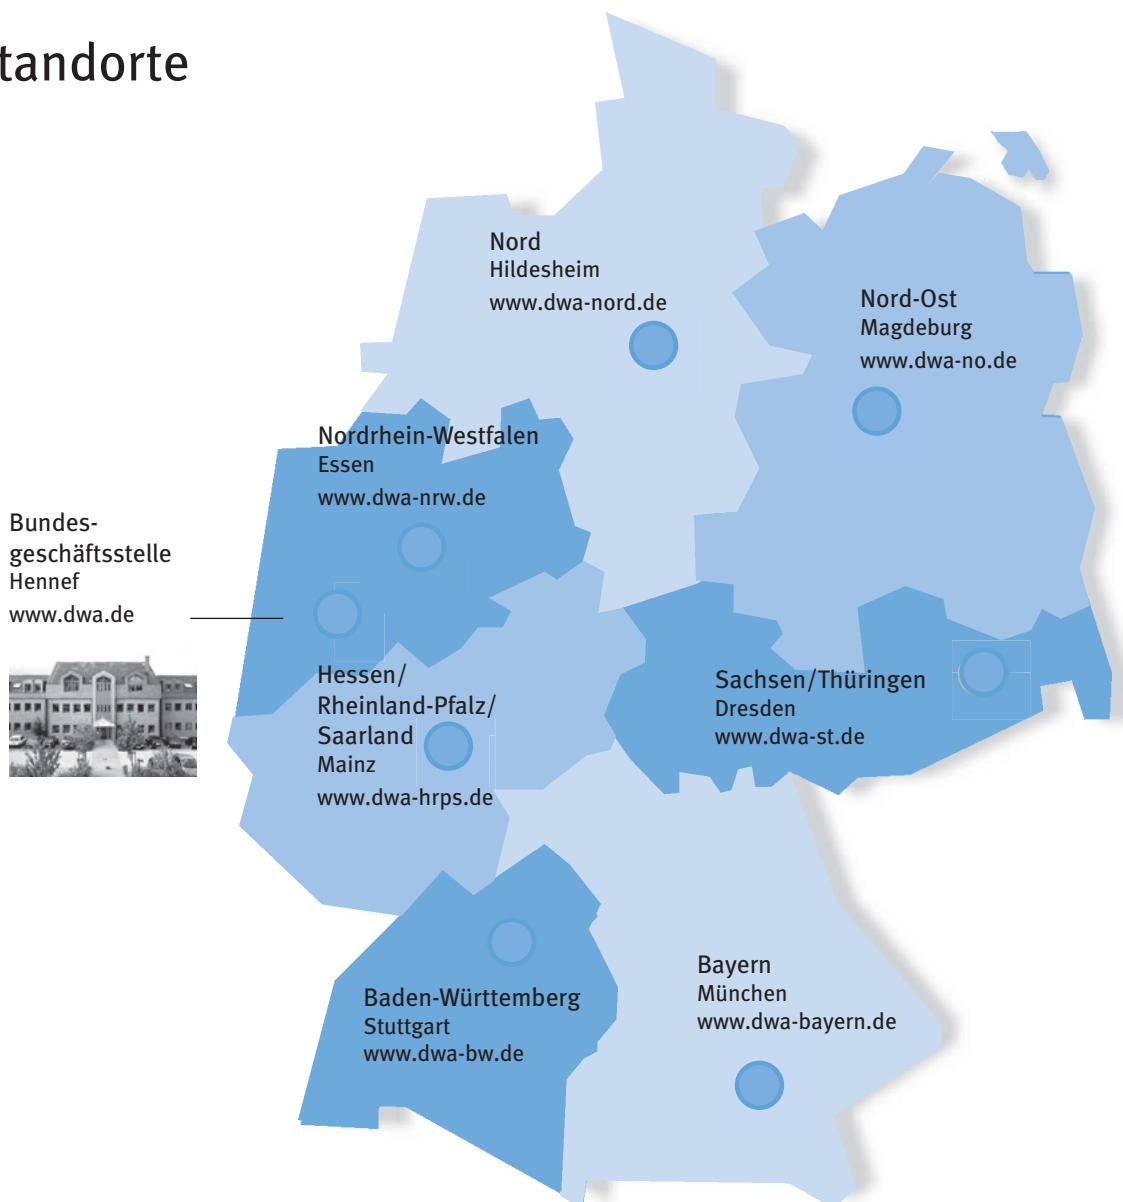 tandorte
Nord
Hildesheim
www.dwa-nord.de
Nord-Ost
Magdeburg
www.dwa-no.de
Nordrhein-Westfalen
Essen
www.dwa-nrw.de
Bundes-
geschäftsstelle
Hennef
www.dwa.de
Hessen/
Rheinland-Pfalz/
Saarland
Mainz
www.dwa-hrps.de
Sachsen/Thüringen
Dresden
www.dwa-st.de
Baden-Württemberg
Stuttgart
www.dwa-bw.de
Bayern
München
www.dwa-bayern.de